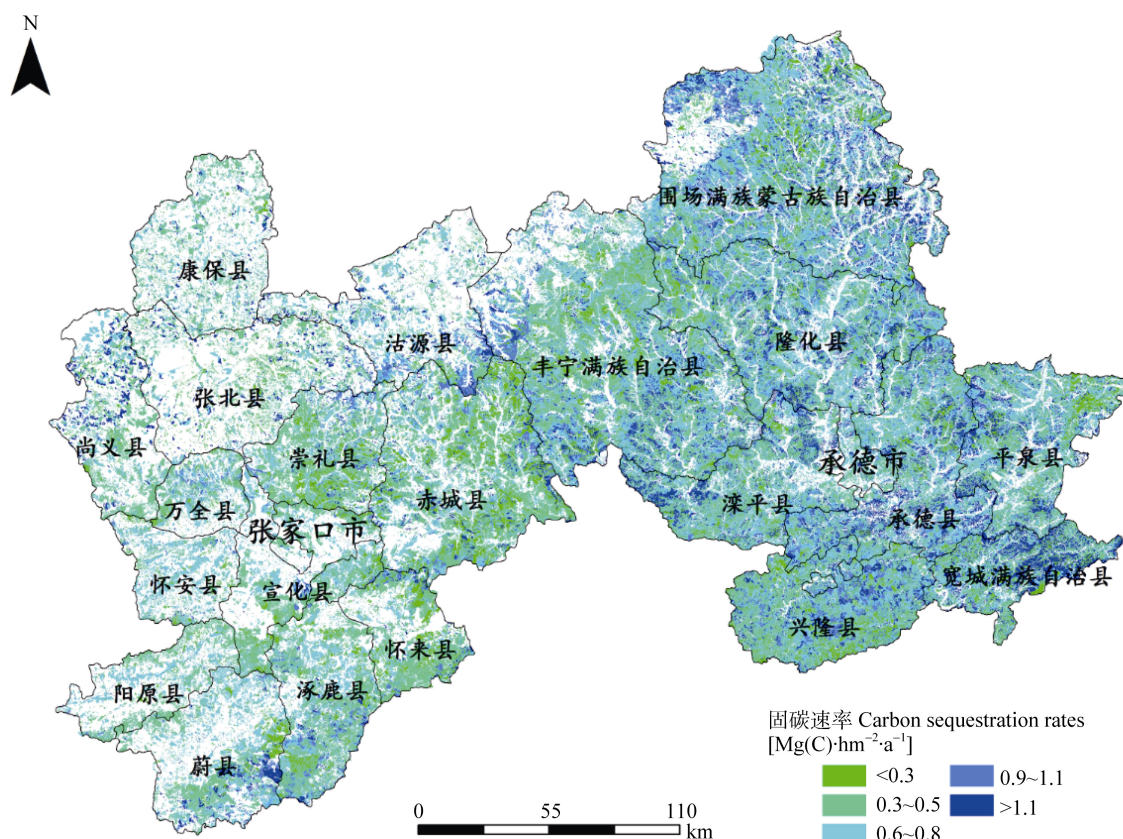 N
围场满族蒙古族自治县
康保县
沽源县
隆化县
丰宁满族自治县
张北县
尚义县
崇礼县
承德市
平泉县
赤城县
滦平县
万全县
张家口市
承德县
怀安县
宣化县
宽城满族自治县
兴隆县
怀来县
阳原县
涿鹿县
蔚县
固碳速率 Carbon sequestration rates
[Mg(C)·hm⁻²·a⁻¹]
<0.3
0.9~1.1
0.3~0.5
>1.1
0.6~0.8
0 55 110
km